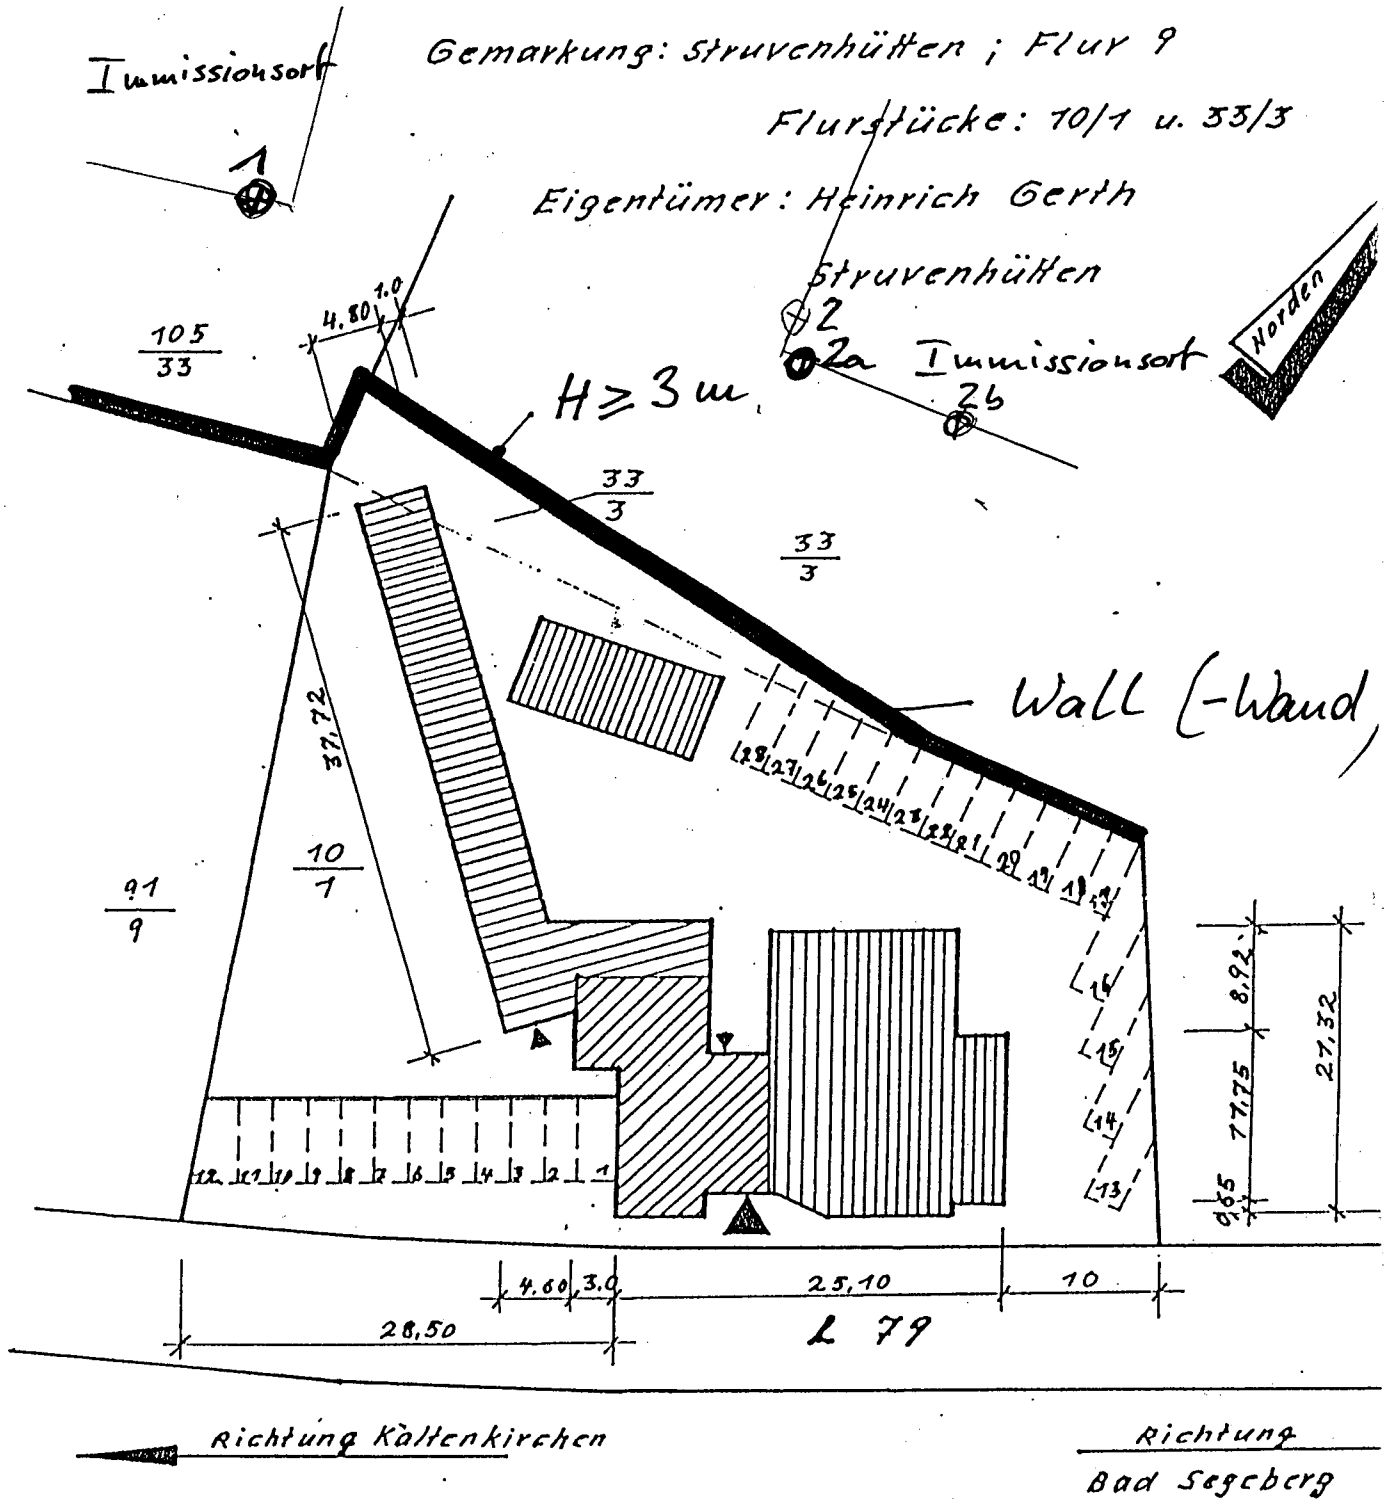 Gemarkung: Struvenhütten ; Flur 9
Immissionsort
Flurstücke: 10/1 u. 33/3
1
Eigentümer: Heinrich Gerth
Struvenhütten
Norden
1.0
4.80
2
105
33
2a Immissionsort
2b
H ≥ 3 m
33
3
33
3
Wall (-Wand)
37,72
28 27 26 25 24 23 22 21 20 19 18 17
10
1
91
9
8,92
16
27,32
15
17,75
14
12 11 10 9 8 7 6 5 4 3 2 1
13
0,65
4.60 3.0 25,10 10
28,50
L 79
Richtung Kaltenkirchen
Richtung
Bad Segeberg